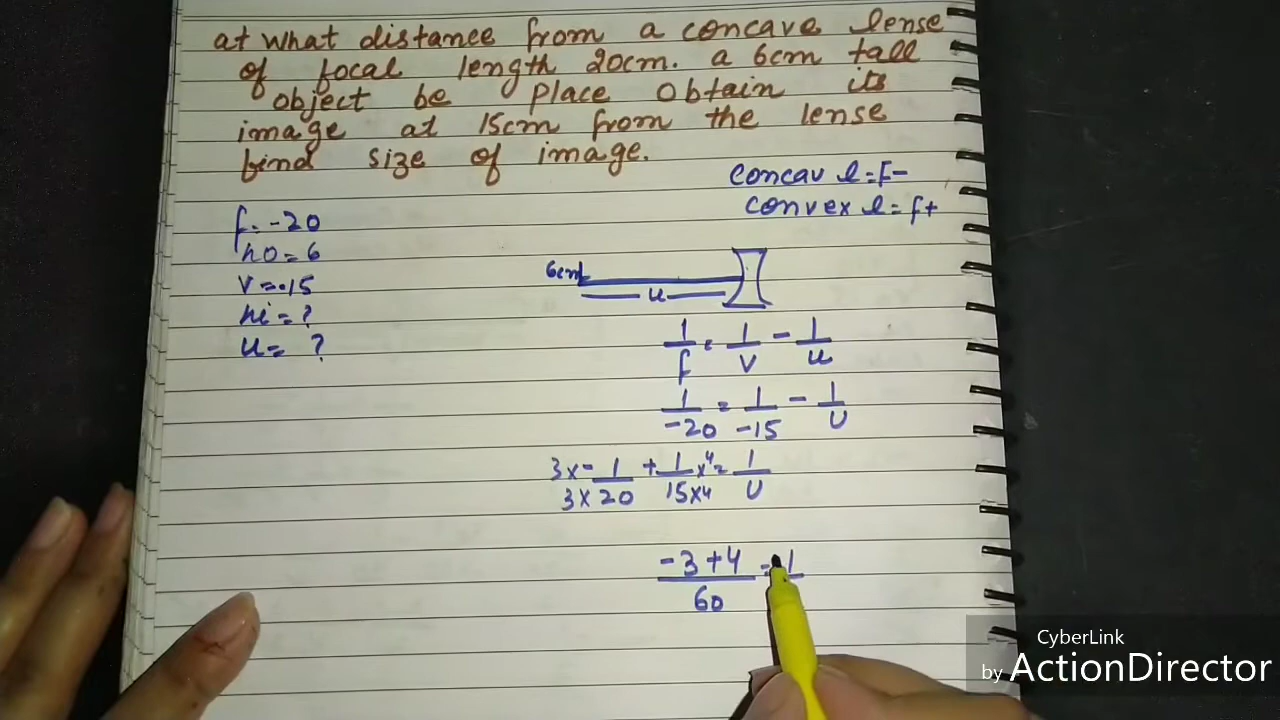 at what distance from a concave lense
of focal length 20cm. a 6cm tall
object be place obtain its
image at 15cm from the lense
find size of image.
concav l=f-
convex l=f+
f=-20
ho=6
v=-15
hi=?
u=?
6cm
u
1/f = 1/v - 1/u
1/-20 = 1/-15 - 1/u
3x-1/3x20 + 1/15x4 x4 = 1/u
-3+4/60 = 1
CyberLink
by ActionDirector